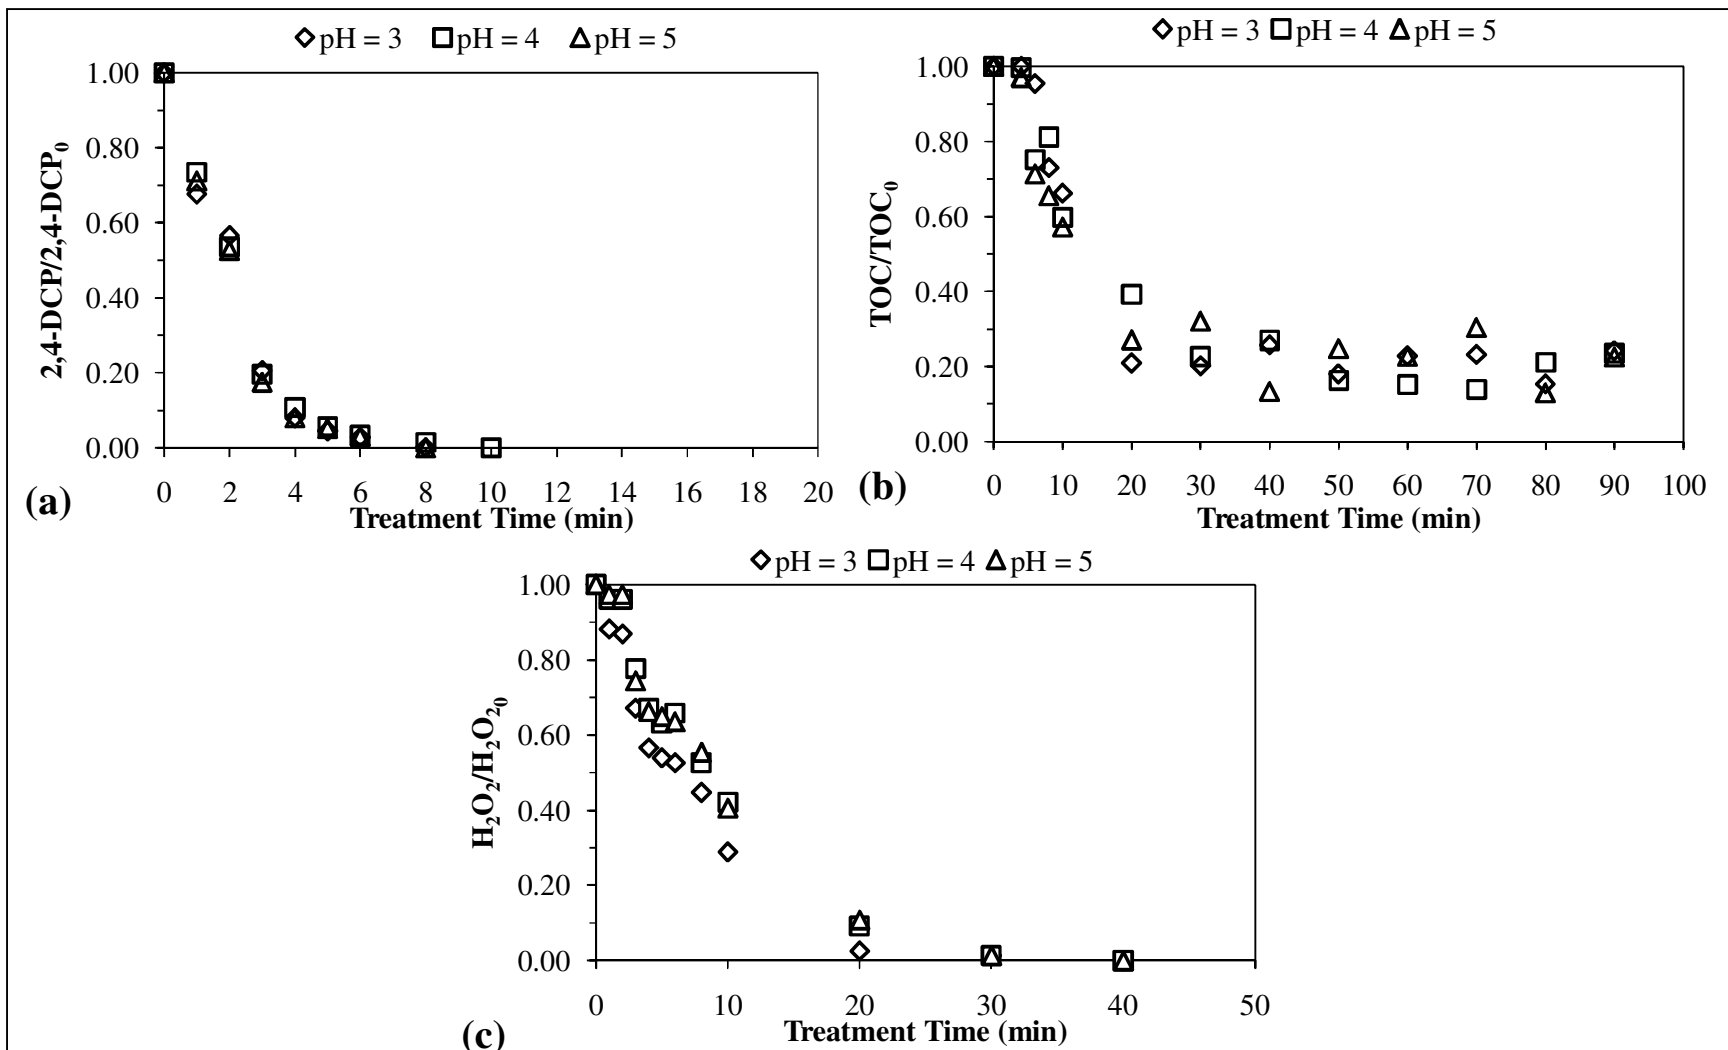 pH = 3 pH = 4 pH = 5
1.00
0.80
0.60
0.40
0.20
0.00
2,4-DCP/2,4-DCP₀
0 2 4 6 8 10 12 14 16 18 20
(a)
Treatment Time (min)
pH = 3 pH = 4 pH = 5
1.00
0.80
0.60
0.40
0.20
0.00
TOC/TOC₀
0 10 20 30 40 50 60 70 80 90 100
(b)
Treatment Time (min)
pH = 3 pH = 4 pH = 5
1.00
0.80
0.60
0.40
0.20
0.00
H₂O₂/H₂O₂₀
0 10 20 30 40 50
(c)
Treatment Time (min)